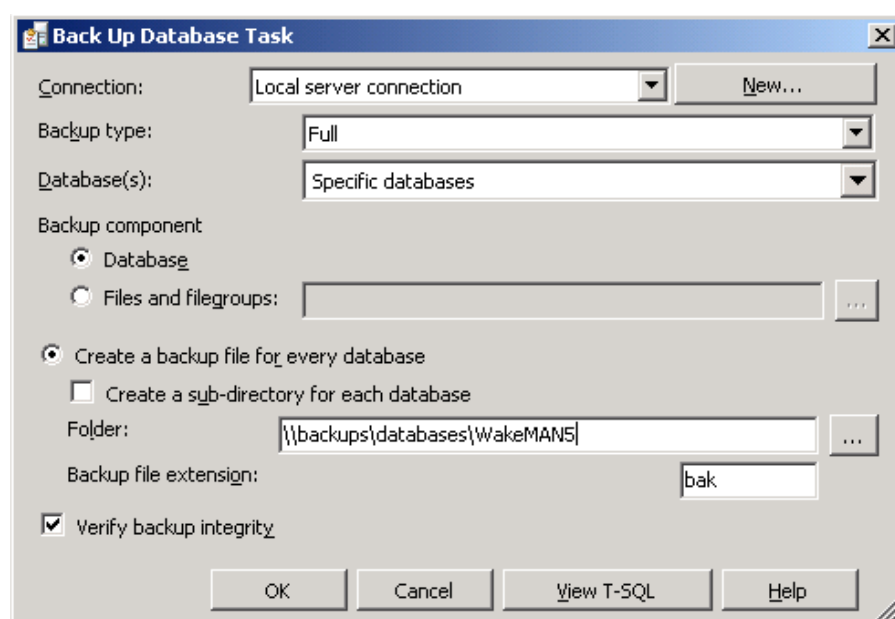 Back Up Database Task
Connection: Local server connection New...
Backup type: Full
Database(s): Specific databases
Backup component
Database
Files and filegroups: ...
Create a backup file for every database
Create a sub-directory for each database
Folder: \\backups\databases\WakeMAN5 ...
Backup file extension: bak
Verify backup integrity
OK Cancel View T-SQL Help